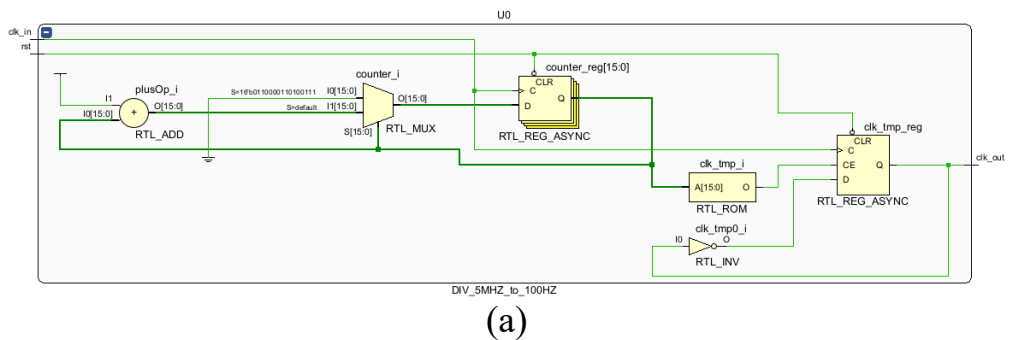 U0
clk_in
rst
plusOp_i
I1
I0[15:0]
+
O[15:0]
RTL_ADD
counter_i
S=16'b0110000110100111
I0[15:0]
S=default
I1[15:0]
O[15:0]
S[15:0]
RTL_MUX
counter_reg[15:0]
CLR
C
Q
D
RTL_REG_ASYNC
clk_tmp_i
A[15:0]
O
RTL_ROM
clk_tmp0_i
I0
O
RTL_INV
clk_tmp_reg
CLR
C
CE
Q
D
RTL_REG_ASYNC
clk_out
DIV_5MHZ_to_100HZ
(a)